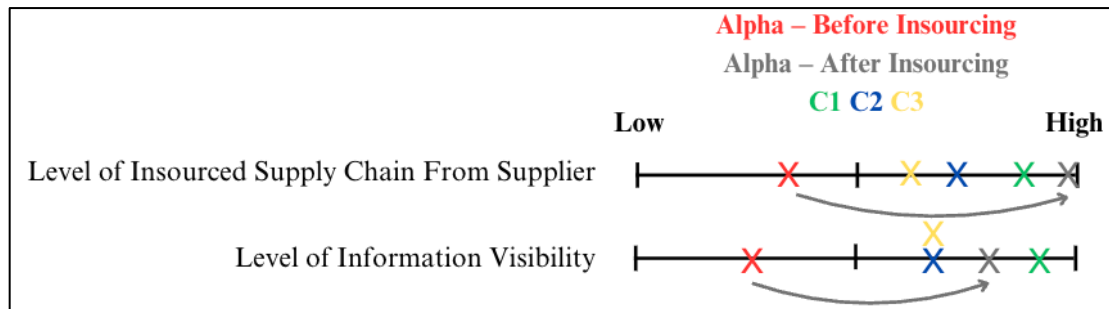 Alpha – Before Insourcing
Alpha – After Insourcing
C1 C2 C3
Low High
Level of Insourced Supply Chain From Supplier
Level of Information Visibility